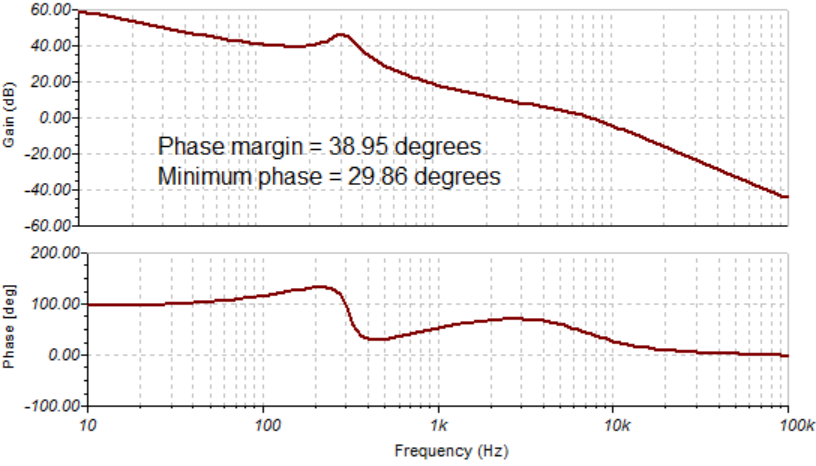 60.00
40.00
20.00
0.00
-20.00
-40.00
-60.00
Gain (dB)
Phase margin = 38.95 degrees
Minimum phase = 29.86 degrees
200.00
100.00
0.00
-100.00
Phase [deg]
10 100 1k 10k 100k
Frequency (Hz)